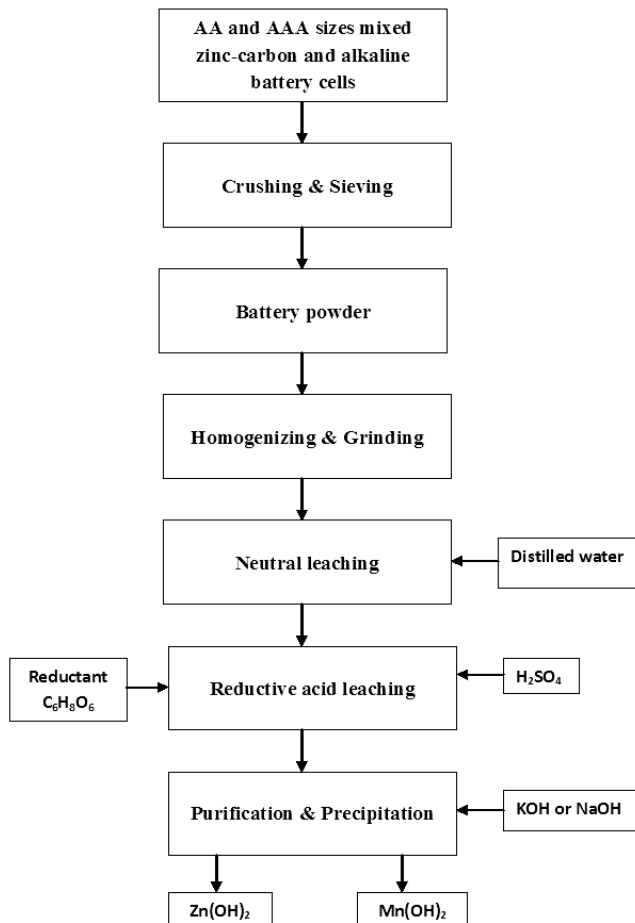 AA and AAA sizes mixed
zinc-carbon and alkaline
battery cells
Crushing & Sieving
Battery powder
Homogenizing & Grinding
Neutral leaching
Distilled water
Reductant
C₆H₈O₆
Reductive acid leaching
H₂SO₄
Purification & Precipitation
KOH or NaOH
Zn(OH)₂
Mn(OH)₂